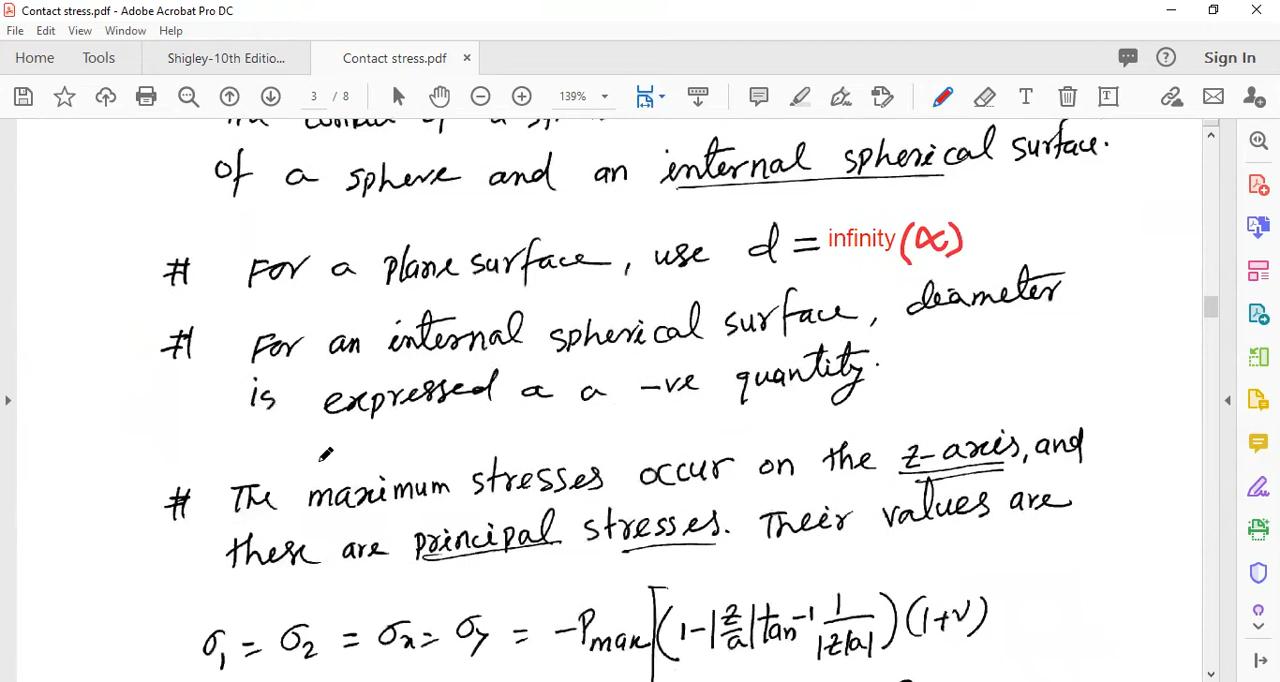 Contact stress.pdf - Adobe Acrobat Pro DC
File Edit View Window Help
Home Tools Shigley-10th Editio... Contact stress.pdf × Sign In
3 / 8 139%
of a sphere and an internal spherical surface.
# For a plane surface, use d = infinity (∝)
# For an internal spherical surface, diameter
is expressed a a -ve quantity.
# The maximum stresses occur on the z-axis, and
these are principal stresses. Their values are
σ1 = σ2 = σx = σy = -Pmax[(1-|z/a|tan⁻¹ 1/|z/a|)(1+ν)